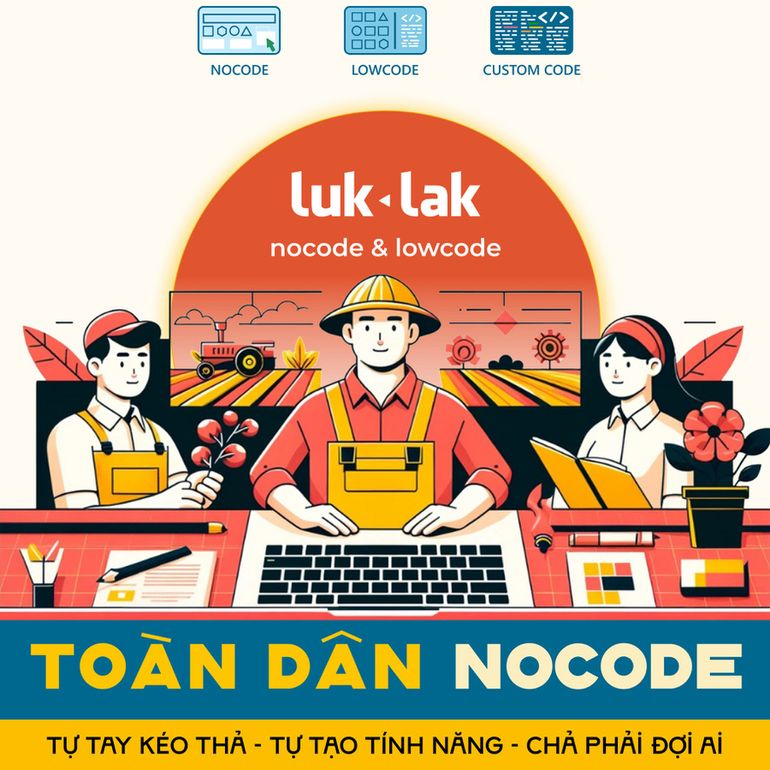 NOCODE
LOWCODE
CUSTOM CODE
luk lak
nocode & lowcode
TOÀN DÂN NOCODE
TỰ TAY KÉO THẢ - TỰ TẠO TÍNH NĂNG - CHẢ PHẢI ĐỢI AI